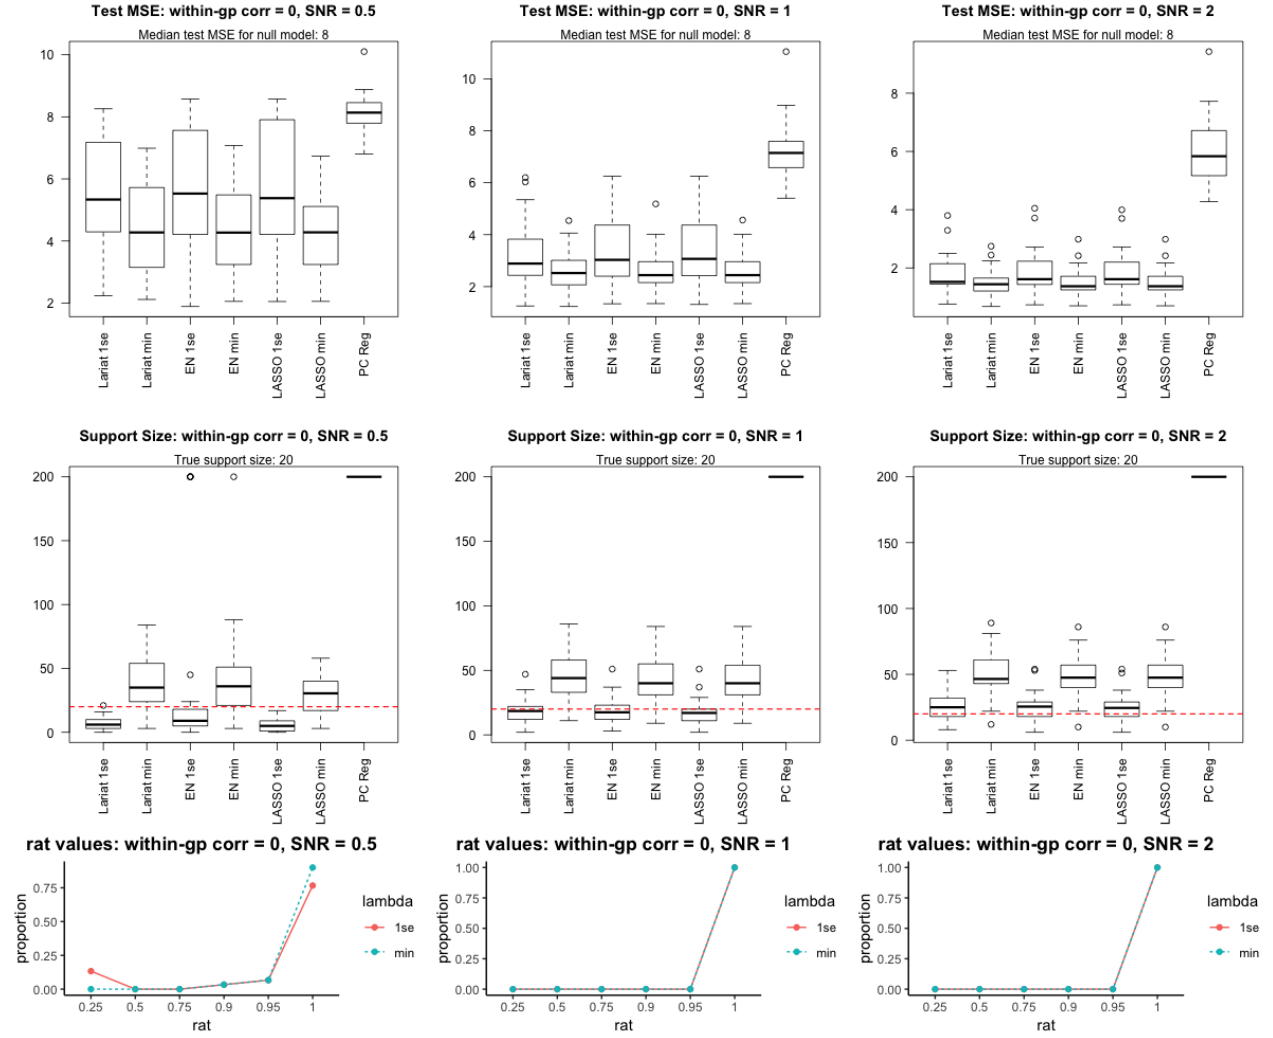 Test MSE: within-gp corr = 0, SNR = 0.5
Median test MSE for null model: 8
10
8
6
4
2
Lariat 1se
Lariat min
EN 1se
EN min
LASSO 1se
LASSO min
PC Reg
Test MSE: within-gp corr = 0, SNR = 1
Median test MSE for null model: 8
10
8
6
4
2
Lariat 1se
Lariat min
EN 1se
EN min
LASSO 1se
LASSO min
PC Reg
Test MSE: within-gp corr = 0, SNR = 2
Median test MSE for null model: 8
8
6
4
2
Lariat 1se
Lariat min
EN 1se
EN min
LASSO 1se
LASSO min
PC Reg
Support Size: within-gp corr = 0, SNR = 0.5
True support size: 20
200
150
100
50
0
Lariat 1se
Lariat min
EN 1se
EN min
LASSO 1se
LASSO min
PC Reg
Support Size: within-gp corr = 0, SNR = 1
True support size: 20
200
150
100
50
0
Lariat 1se
Lariat min
EN 1se
EN min
LASSO 1se
LASSO min
PC Reg
Support Size: within-gp corr = 0, SNR = 2
True support size: 20
200
150
100
50
0
Lariat 1se
Lariat min
EN 1se
EN min
LASSO 1se
LASSO min
PC Reg
rat values: within-gp corr = 0, SNR = 0.5
proportion
0.75
0.50
0.25
0.00
0.25 0.5 0.75 0.9 0.95 1
rat
lambda
1se
min
rat values: within-gp corr = 0, SNR = 1
proportion
1.00
0.75
0.50
0.25
0.00
0.25 0.5 0.75 0.9 0.95 1
rat
lambda
1se
min
rat values: within-gp corr = 0, SNR = 2
proportion
1.00
0.75
0.50
0.25
0.00
0.25 0.5 0.75 0.9 0.95 1
rat
lambda
1se
min